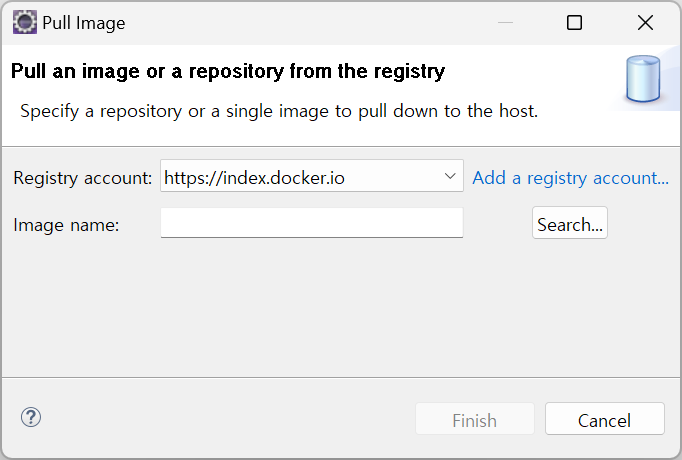 Pull Image
Pull an image or a repository from the registry
Specify a repository or a single image to pull down to the host.
Registry account: https://index.docker.io Add a registry account...
Image name: Search...
Finish Cancel